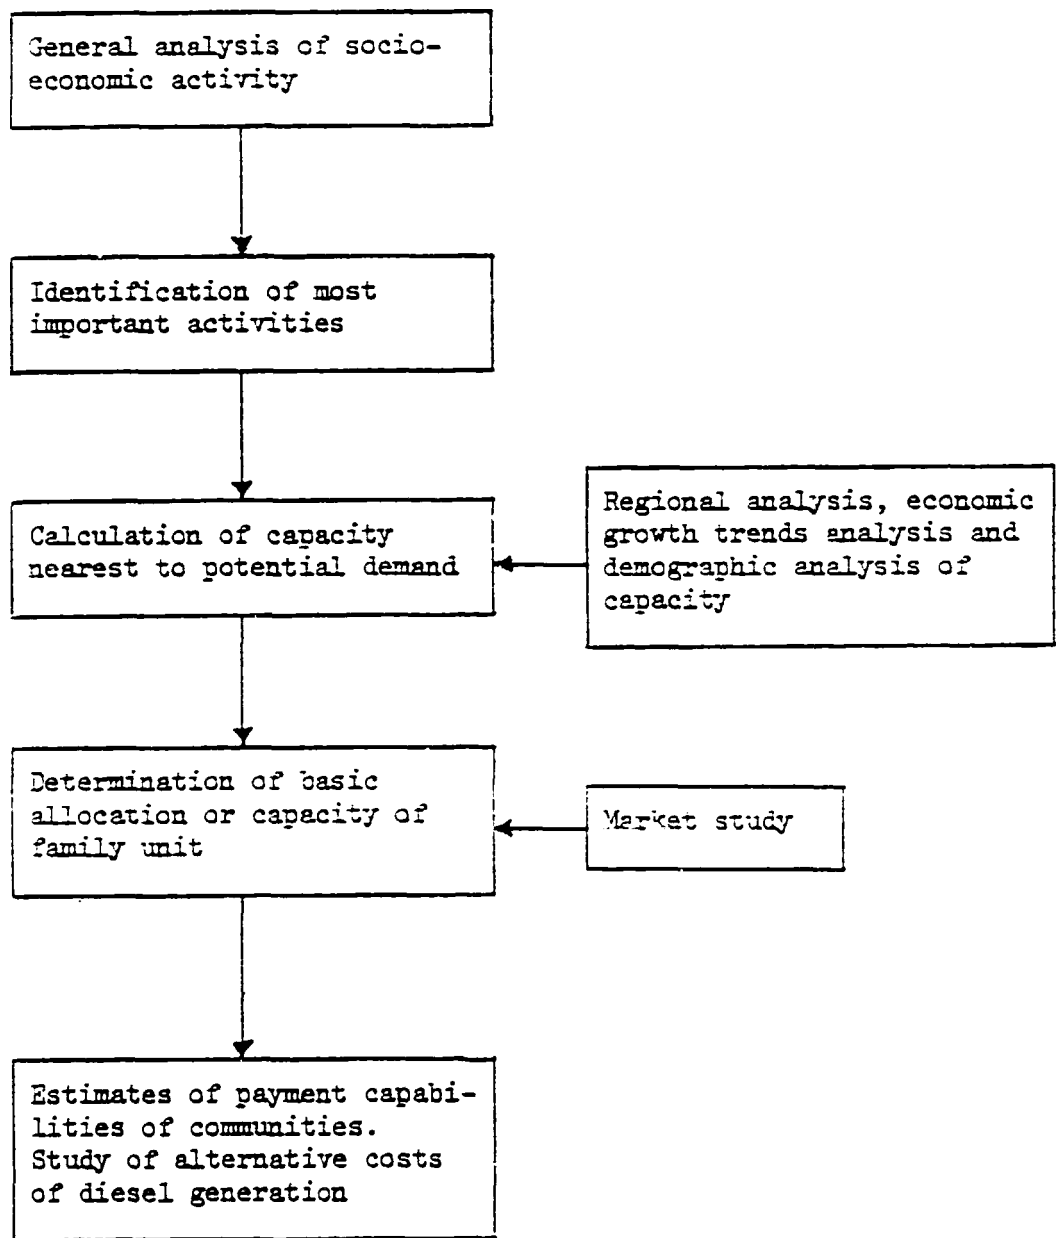 General analysis of socio-
economic activity
Identification of most
important activities
Calculation of capacity
nearest to potential demand
Regional analysis, economic
growth trends analysis and
demographic analysis of
capacity
Determination of basic
allocation or capacity of
family unit
Market study
Estimates of payment capabi-
lities of communities.
Study of alternative costs
of diesel generation